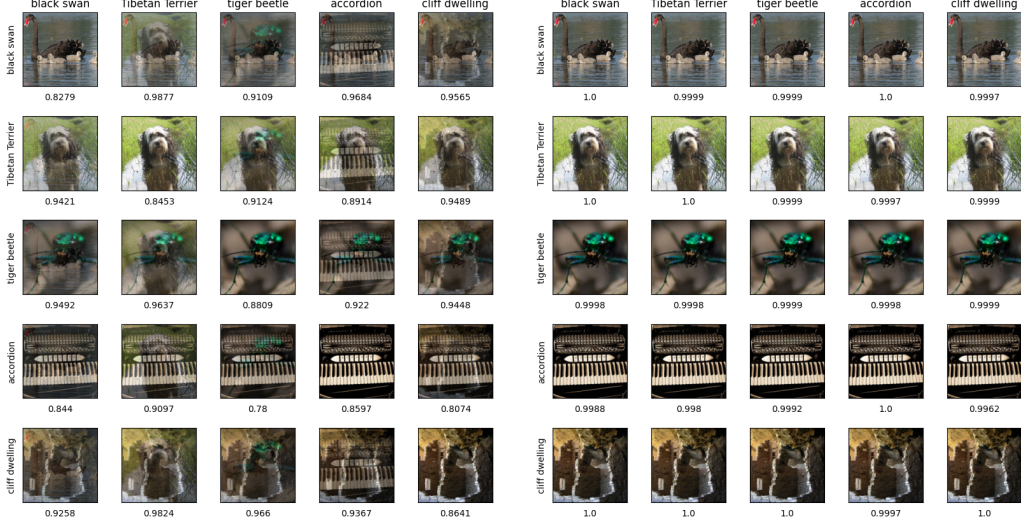 black swan Tibetan Terrier tiger beetle accordion cliff dwelling black swan Tibetan Terrier tiger beetle accordion cliff dwelling
black swan black swan
0.8279 0.9877 0.9109 0.9684 0.9565 1.0 0.9999 0.9999 1.0 0.9997
Tibetan Terrier Tibetan Terrier
0.9421 0.8453 0.9124 0.8914 0.9489 1.0 1.0 0.9999 0.9997 0.9999
tiger beetle tiger beetle
0.9492 0.9637 0.8809 0.922 0.9448 0.9998 0.9998 0.9999 0.9998 0.9999
accordion accordion
0.844 0.9097 0.78 0.8597 0.8074 0.9988 0.998 0.9992 1.0 0.9962
cliff dwelling cliff dwelling
0.9258 0.9824 0.966 0.9367 0.8641 1.0 1.0 1.0 0.9997 1.0